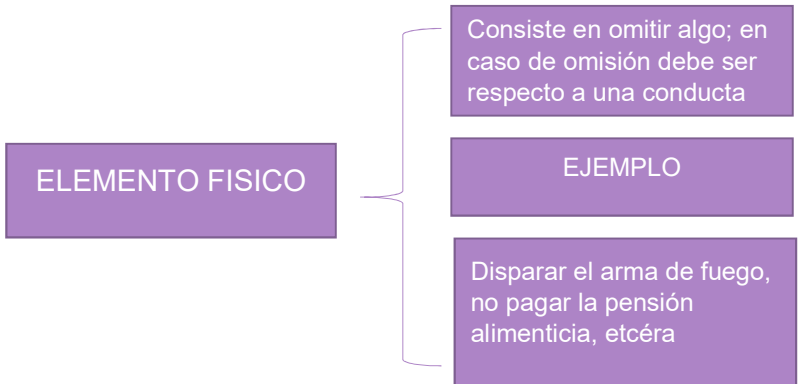 ELEMENTO FISICO
Consiste en omitir algo; en
caso de omisión debe ser
respecto a una conducta
EJEMPLO
Disparar el arma de fuego,
no pagar la pensión
alimenticia, etcéra